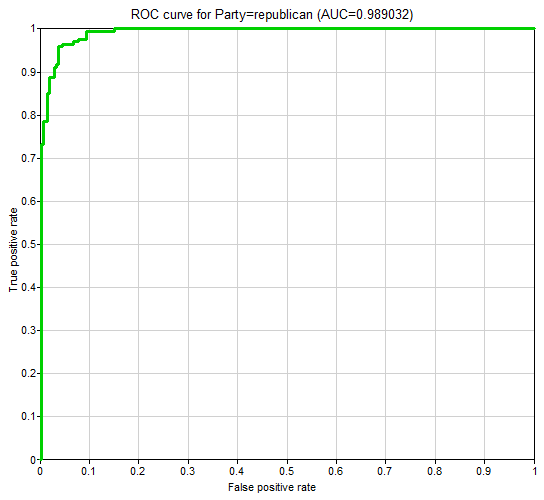 ROC curve for Party=republican (AUC=0.989032)
1
0.9
0.8
0.7
0.6
0.5
0.4
0.3
0.2
0.1
0
True positive rate
0 0.1 0.2 0.3 0.4 0.5 0.6 0.7 0.8 0.9 1
False positive rate